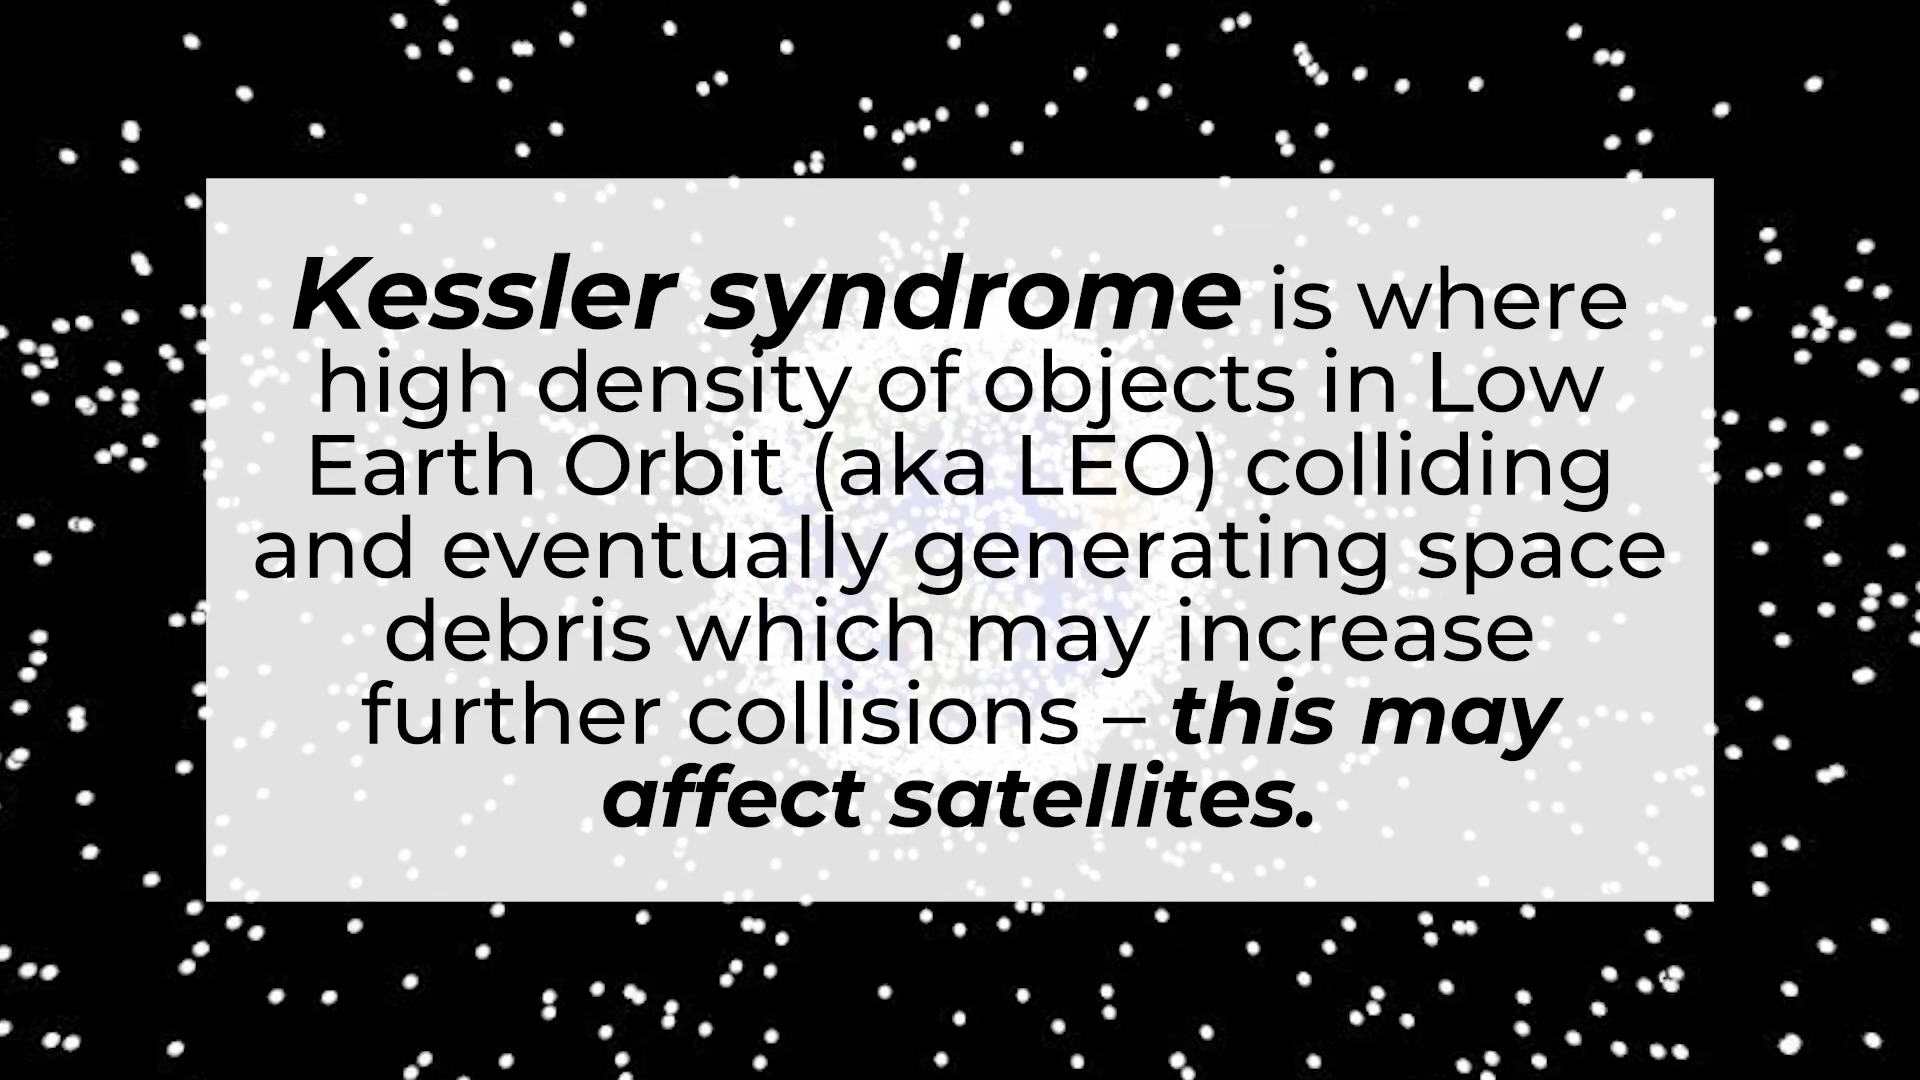 Kessler syndrome is where
high density of objects in Low
Earth Orbit (aka LEO) colliding
and eventually generating space
debris which may increase
further collisions – this may
affect satellites.